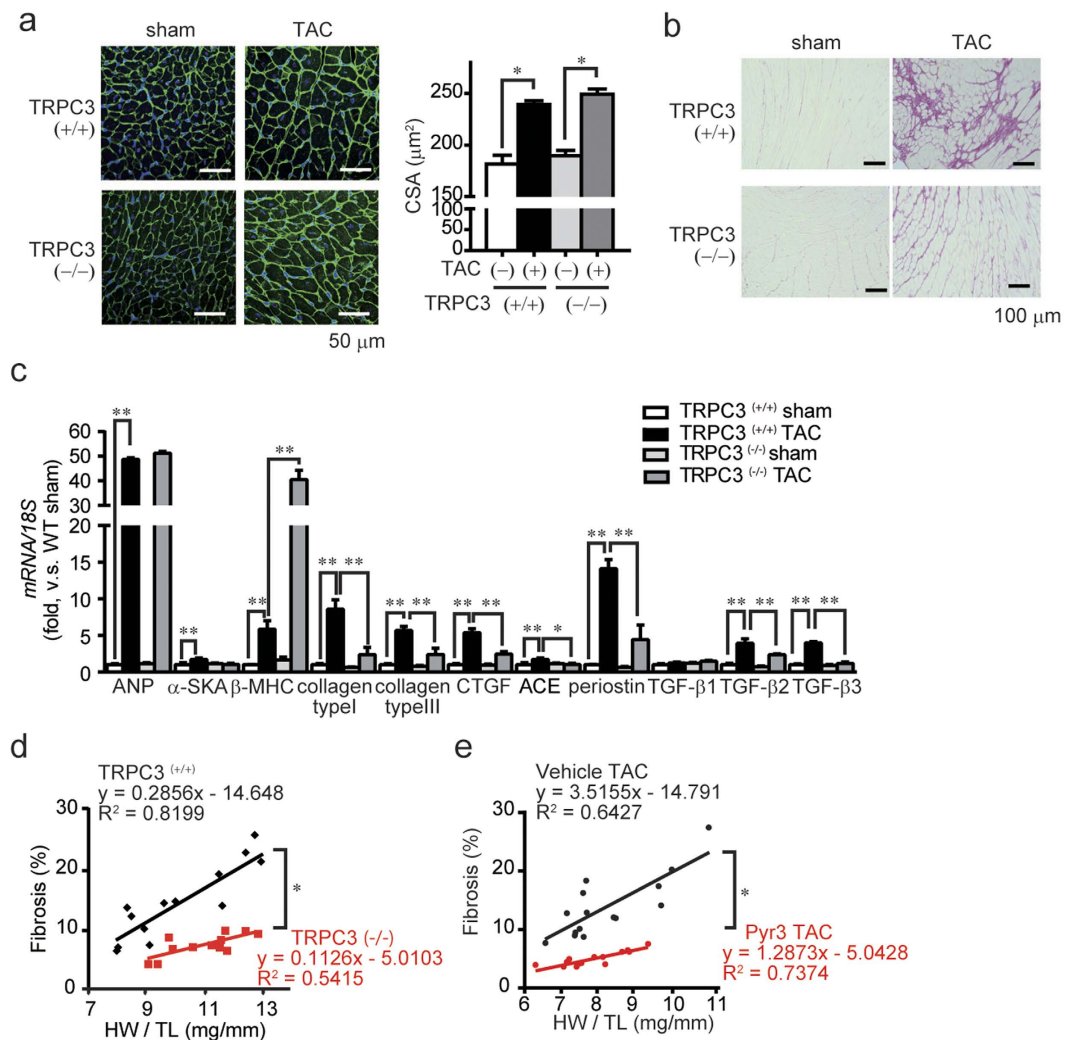 a
sham TAC
TRPC3
(+/+)
TRPC3
(−/−)
50 μm
CSA (μm²)
250
200
150
100
50
0
* *
TAC (−) (+) (−) (+)
TRPC3 (+/+) (−/−)
b
sham TAC
TRPC3
(+/+)
TRPC3
(−/−)
100 μm
c
TRPC3 (+/+) sham
TRPC3 (+/+) TAC
TRPC3 (-/-) sham
TRPC3 (-/-) TAC
mRNA/18S
(fold, v.s. WT sham)
60
50
40
30
20
15
10
5
0
** ** ** ** ** ** ** ** ** ** ** ** * ** ** ** ** ** **
ANP α-SKA β-MHC collagen typeI collagen typeIII CTGF ACE periostin TGF-β1 TGF-β2 TGF-β3
d
TRPC3 (+/+)
y = 0.2856x - 14.648
R² = 0.8199
Fibrosis (%)
30
20
10
0
*
TRPC3 (-/-)
y = 0.1126x - 5.0103
R² = 0.5415
7 9 11 13
HW / TL (mg/mm)
e
Vehicle TAC
y = 3.5155x - 14.791
R² = 0.6427
Fibrosis (%)
30
20
10
0
*
Pyr3 TAC
y = 1.2873x - 5.0428
R² = 0.7374
6 7 8 9 10 11
HW / TL (mg/mm)